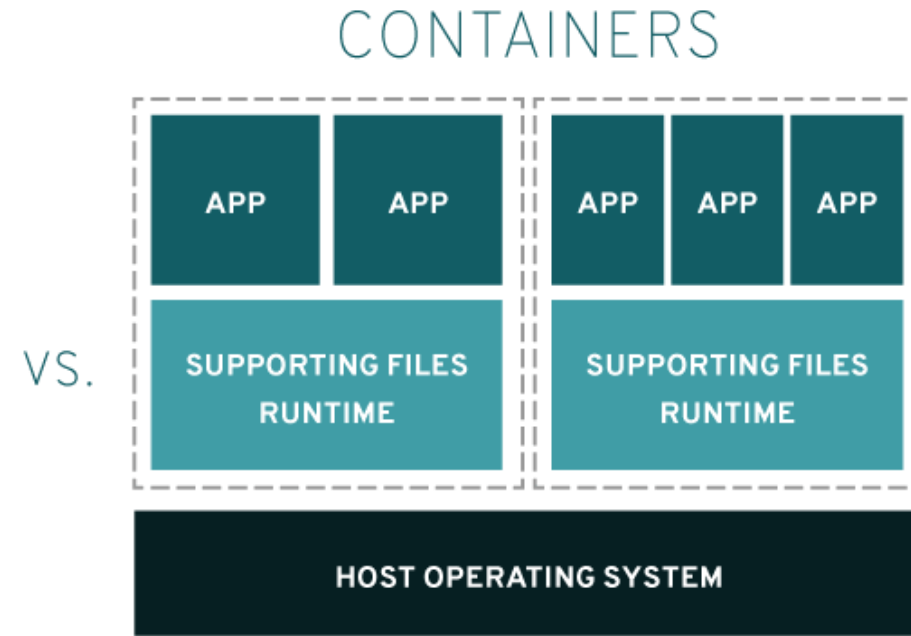 CONTAINERS
APP
APP
APP
APP
APP
VS.
SUPPORTING FILES
RUNTIME
SUPPORTING FILES
RUNTIME
HOST OPERATING SYSTEM